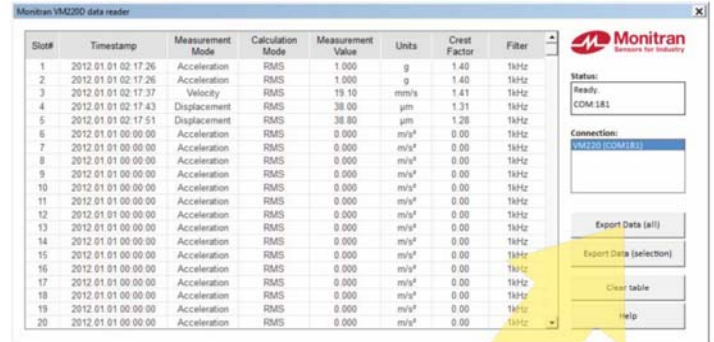 Monitran VM220D data reader
Slot# Timestamp Measurement Mode Calculation Mode Measurement Value Units Crest Factor Filter
1 2012.01.01 02:17:26 Acceleration RMS 1.000 g 1.40 1kHz
2 2012.01.01 02:17:26 Acceleration RMS 1.000 g 1.40 1kHz
3 2012.01.01 02:17:37 Velocity RMS 19.10 mm/s 1.41 1kHz
4 2012.01.01 02:17:43 Displacement RMS 38.00 µm 1.31 1kHz
5 2012.01.01 02:17:51 Displacement RMS 38.80 µm 1.28 1kHz
6 2012.01.01 00:00:00 Acceleration RMS 0.000 m/s² 0.00 1kHz
7 2012.01.01 00:00:00 Acceleration RMS 0.000 m/s² 0.00 1kHz
8 2012.01.01 00:00:00 Acceleration RMS 0.000 m/s² 0.00 1kHz
9 2012.01.01 00:00:00 Acceleration RMS 0.000 m/s² 0.00 1kHz
10 2012.01.01 00:00:00 Acceleration RMS 0.000 m/s² 0.00 1kHz
11 2012.01.01 00:00:00 Acceleration RMS 0.000 m/s² 0.00 1kHz
12 2012.01.01 00:00:00 Acceleration RMS 0.000 m/s² 0.00 1kHz
13 2012.01.01 00:00:00 Acceleration RMS 0.000 m/s² 0.00 1kHz
14 2012.01.01 00:00:00 Acceleration RMS 0.000 m/s² 0.00 1kHz
15 2012.01.01 00:00:00 Acceleration RMS 0.000 m/s² 0.00 1kHz
16 2012.01.01 00:00:00 Acceleration RMS 0.000 m/s² 0.00 1kHz
17 2012.01.01 00:00:00 Acceleration RMS 0.000 m/s² 0.00 1kHz
18 2012.01.01 00:00:00 Acceleration RMS 0.000 m/s² 0.00 1kHz
19 2012.01.01 00:00:00 Acceleration RMS 0.000 m/s² 0.00 1kHz
20 2012.01.01 00:00:00 Acceleration RMS 0.000 m/s² 0.00 1kHz
Monitran
Sensors for Industry
Status:
Ready.
COM:181
Connection:
VM220 (COM181)
Export Data (all)
Export Data (selection)
Clear table
Help